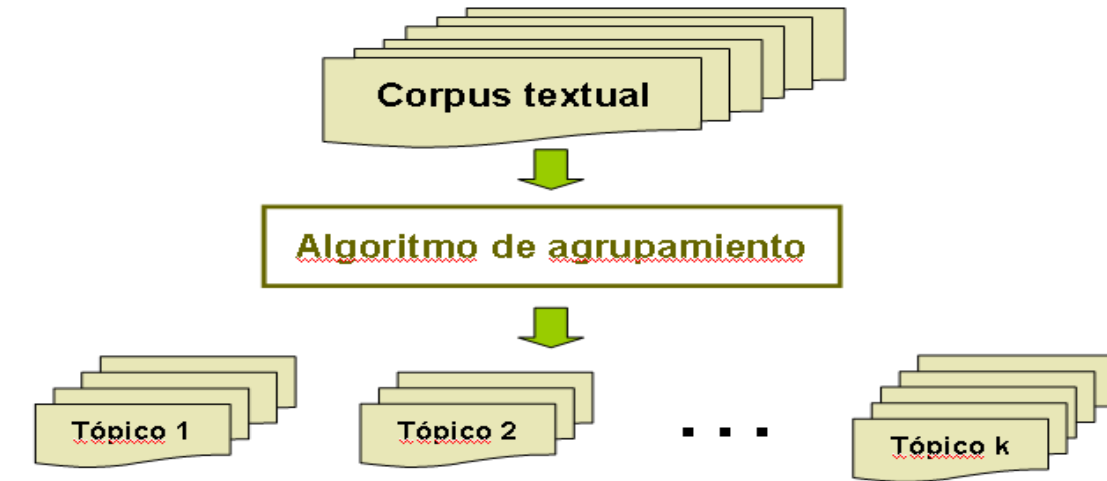 Corpus textual
Algoritmo de agrupamiento
Tópico 1
Tópico 2
. . .
Tópico k